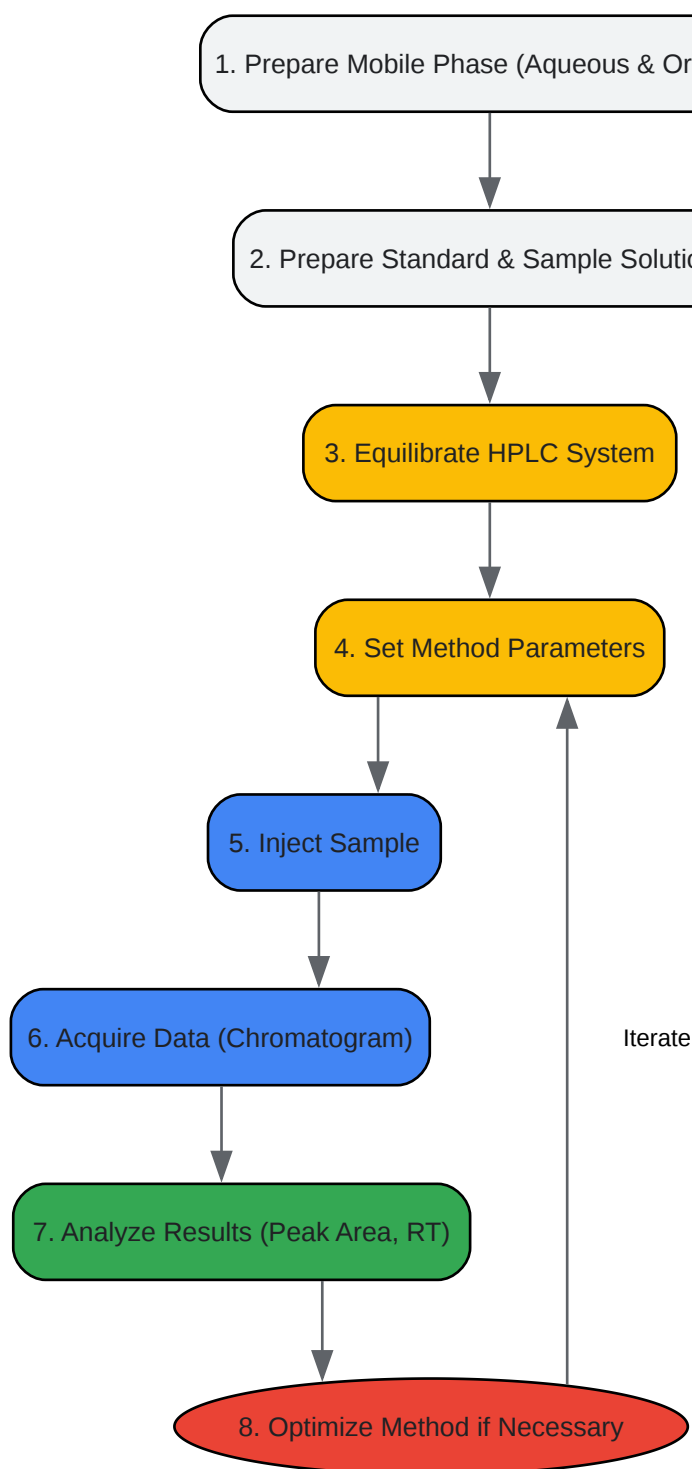 1. Prepare Mobile Phase (Aqueous & Or
2. Prepare Standard & Sample Soluti
3. Equilibrate HPLC System
4. Set Method Parameters
5. Inject Sample
6. Acquire Data (Chromatogram)
Iterate
7. Analyze Results (Peak Area, RT)
8. Optimize Method if Necessary